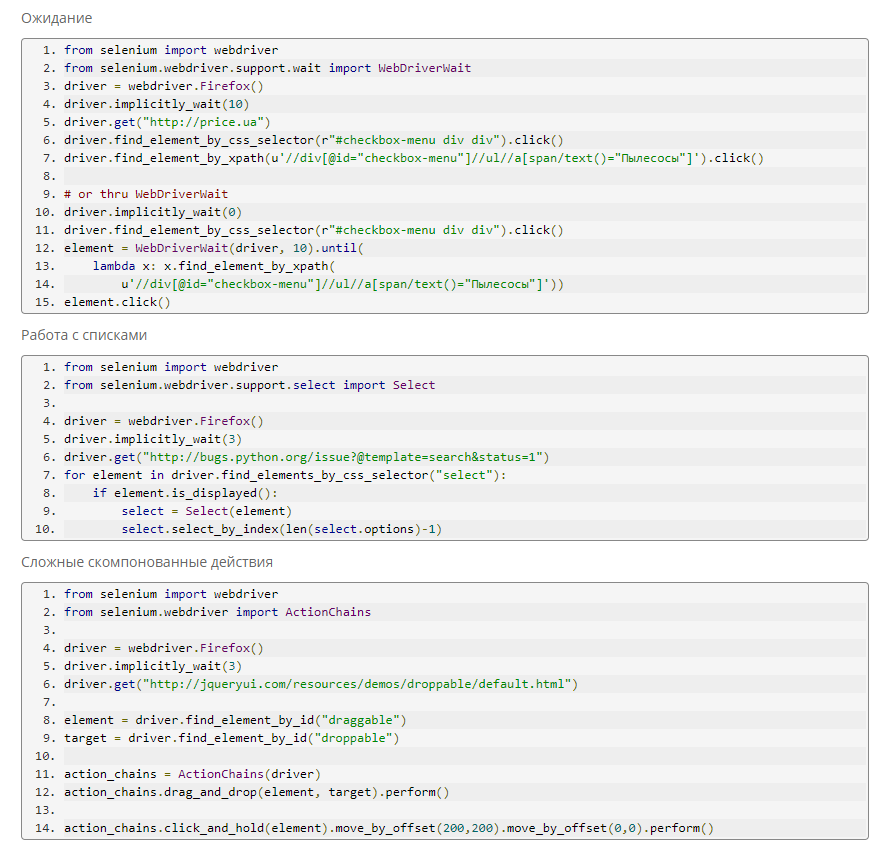 Ожидание
1. from selenium import webdriver
2. from selenium.webdriver.support.wait import WebDriverWait
3. driver = webdriver.Firefox()
4. driver.implicitly_wait(10)
5. driver.get("http://price.ua")
6. driver.find_element_by_css_selector(r"#checkbox-menu div div").click()
7. driver.find_element_by_xpath(u'//div[@id="checkbox-menu"]//ul//a[span/text()="Пылесосы"]').click()
8.
9. # or thru WebDriverWait
10. driver.implicitly_wait(0)
11. driver.find_element_by_css_selector(r"#checkbox-menu div div").click()
12. element = WebDriverWait(driver, 10).until(
13.     lambda x: x.find_element_by_xpath(
14.         u'//div[@id="checkbox-menu"]//ul//a[span/text()="Пылесосы"]'))
15. element.click()
Работа с списками
1. from selenium import webdriver
2. from selenium.webdriver.support.select import Select
3.
4. driver = webdriver.Firefox()
5. driver.implicitly_wait(3)
6. driver.get("http://bugs.python.org/issue?@template=search&status=1")
7. for element in driver.find_elements_by_css_selector("select"):
8.     if element.is_displayed():
9.         select = Select(element)
10.         select.select_by_index(len(select.options)-1)
Сложные скомпонованные действия
1. from selenium import webdriver
2. from selenium.webdriver import ActionChains
3.
4. driver = webdriver.Firefox()
5. driver.implicitly_wait(3)
6. driver.get("http://jqueryui.com/resources/demos/droppable/default.html")
7.
8. element = driver.find_element_by_id("draggable")
9. target = driver.find_element_by_id("droppable")
10.
11. action_chains = ActionChains(driver)
12. action_chains.drag_and_drop(element, target).perform()
13.
14. action_chains.click_and_hold(element).move_by_offset(200,200).move_by_offset(0,0).perform()